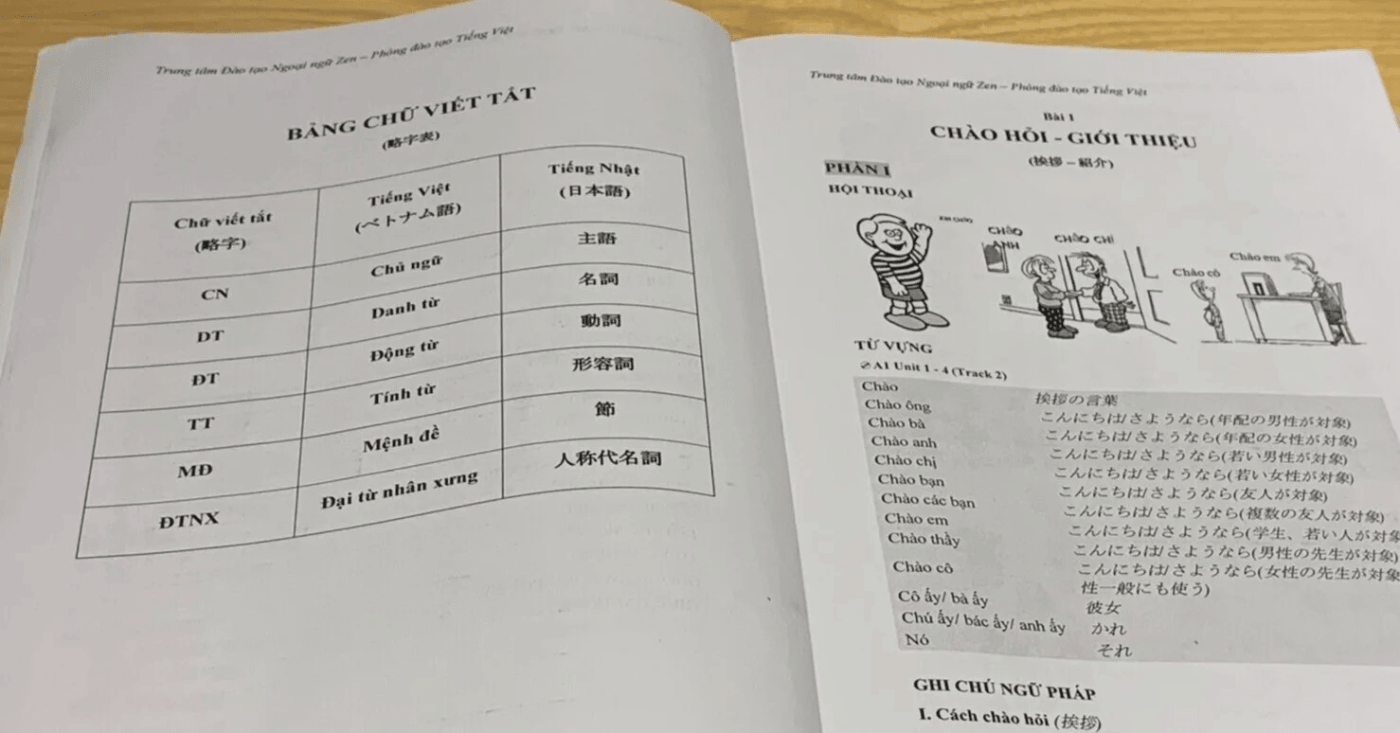 Trung tâm Đào tạo Ngoại ngữ Zen – Phòng đào tạo Tiếng Việt
BẢNG CHỮ VIẾT TẮT
(略字表)
Chữ viết tắt
(略字)
Tiếng Việt
(ベトナム語)
Tiếng Nhật
(日本語)
CN
Chủ ngữ
主語
DT
Danh từ
名詞
ĐT
Động từ
動詞
TT
Tính từ
形容詞
MĐ
Mệnh đề
節
ĐTNX
Đại từ nhân xưng
人称代名詞
Trung tâm Đào tạo Ngoại ngữ Zen – Phòng đào tạo Tiếng Việt
Bài 1
CHÀO HỎI - GIỚI THIỆU
(挨拶 – 紹介)
PHẦN I
HỘI THOẠI
CHÀO
ANH
CHÀO CHỊ
Chào cô
Chào em
TỪ VỰNG
A1 Unit 1 - 4 (Track 2)
Chào 挨拶の言葉
Chào ông こんにちは/さようなら(年配の男性が対象)
Chào bà こんにちは/さようなら(年配の女性が対象)
Chào anh こんにちは/さようなら(若い男性が対象)
Chào chị こんにちは/さようなら(若い女性が対象)
Chào bạn こんにちは/さようなら(友人が対象)
Chào các bạn こんにちは/さようなら(複数の友人が対象)
Chào em こんにちは/さようなら(学生、若い人が対象
Chào thầy こんにちは/さようなら(男性の先生が対象)
Chào cô こんにちは/さようなら(女性の先生が対象
性一般にも使う)
Cô ấy/ bà ấy 彼女
Chú ấy/ bác ấy/ anh ấy かれ
Nó それ
GHI CHÚ NGỮ PHÁP
I. Cách chào hỏi (挨拶)